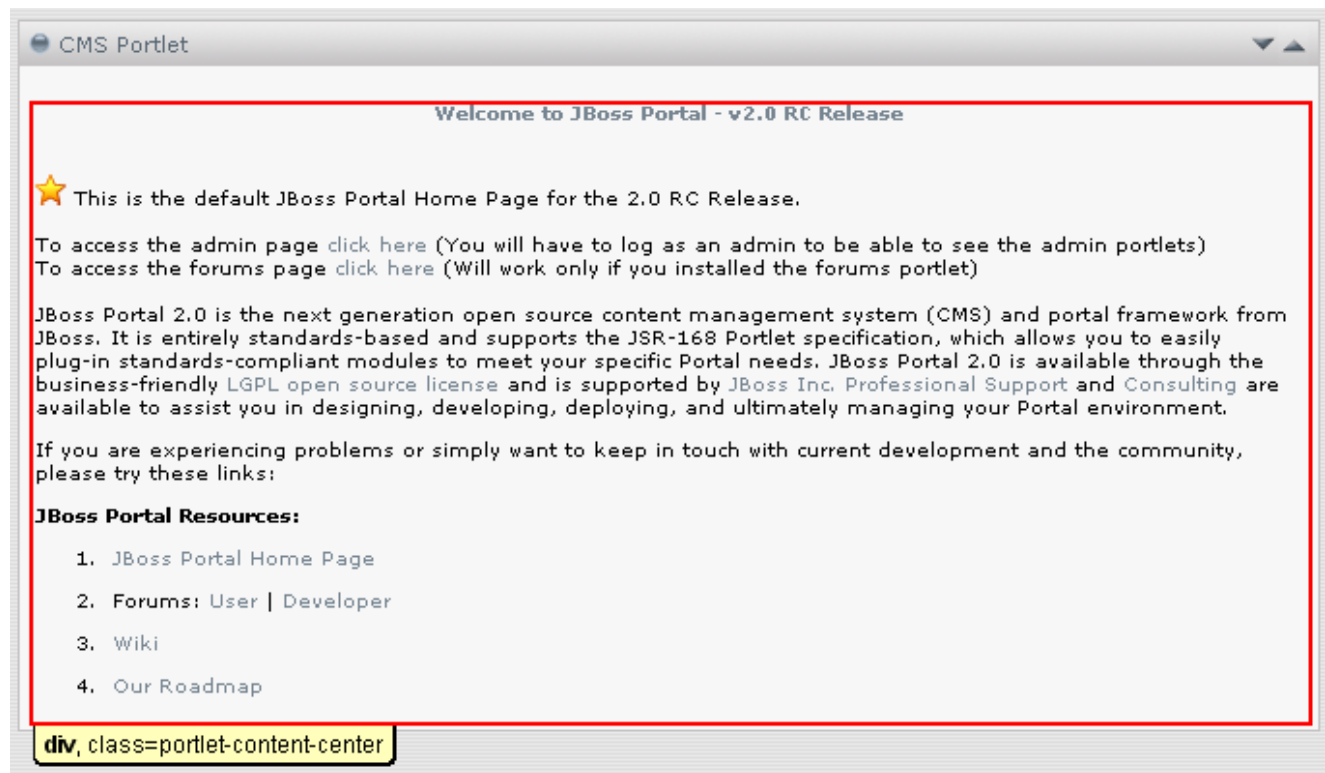 CMS Portlet
Welcome to JBoss Portal - v2.0 RC Release
This is the default JBoss Portal Home Page for the 2.0 RC Release.
To access the admin page click here (You will have to log as an admin to be able to see the admin portlets)
To access the forums page click here (Will work only if you installed the forums portlet)
JBoss Portal 2.0 is the next generation open source content management system (CMS) and portal framework from
JBoss. It is entirely standards-based and supports the JSR-168 Portlet specification, which allows you to easily
plug-in standards-compliant modules to meet your specific Portal needs. JBoss Portal 2.0 is available through the
business-friendly LGPL open source license and is supported by JBoss Inc. Professional Support and Consulting are
available to assist you in designing, developing, deploying, and ultimately managing your Portal environment.
If you are experiencing problems or simply want to keep in touch with current development and the community,
please try these links:
JBoss Portal Resources:
1. JBoss Portal Home Page
2. Forums: User | Developer
3. Wiki
4. Our Roadmap
div, class=portlet-content-center